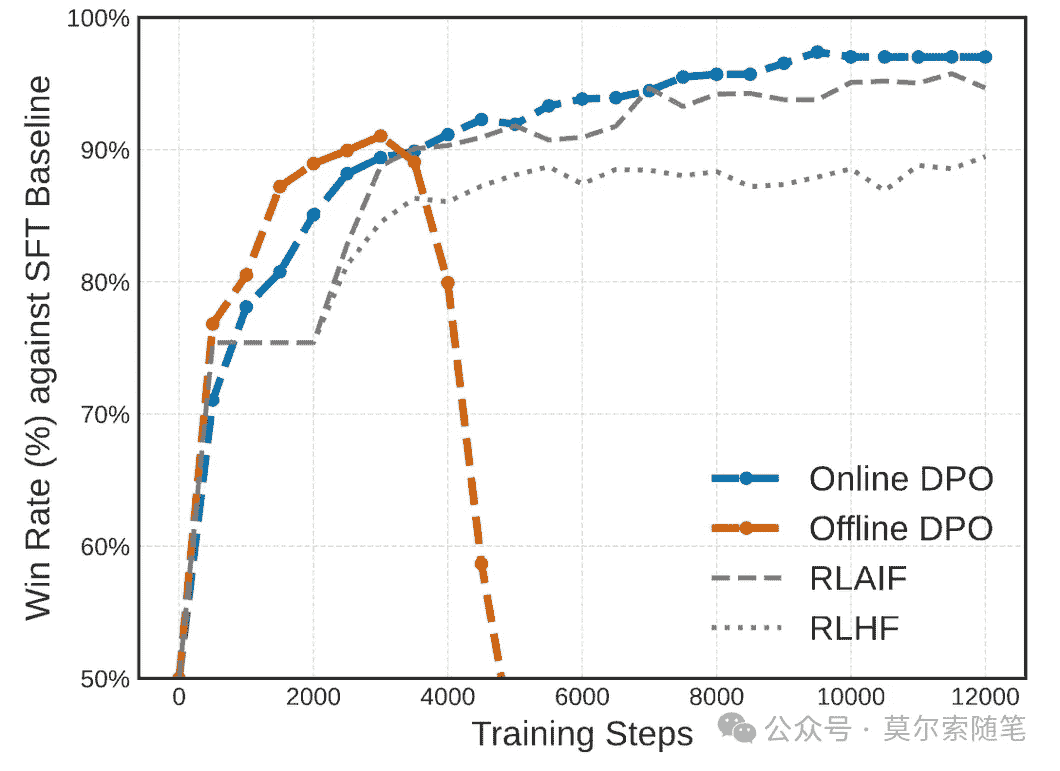 Win Rate (%) against SFT Baseline
100%
90%
80%
70%
60%
50%
Online DPO
Offline DPO
RLAIF
RLHF
0 2000 4000 6000 8000 10000 12000
Training Steps
公众号 · 莫尔索随笔